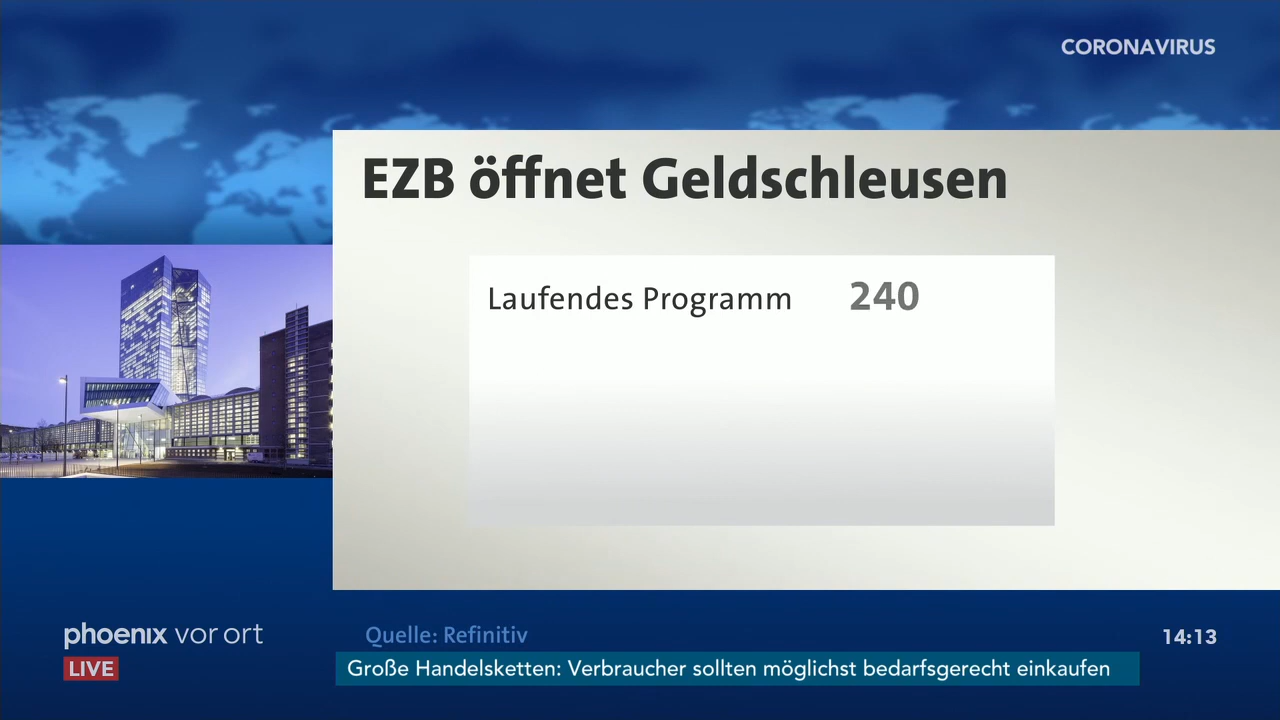 CORONAVIRUS
EZB öffnet Geldschleusen
Laufendes Programm 240
phoenix vor ort
Quelle: Refinitiv
14:13
LIVE
Große Handelsketten: Verbraucher sollten möglichst bedarfsgerecht einkaufen